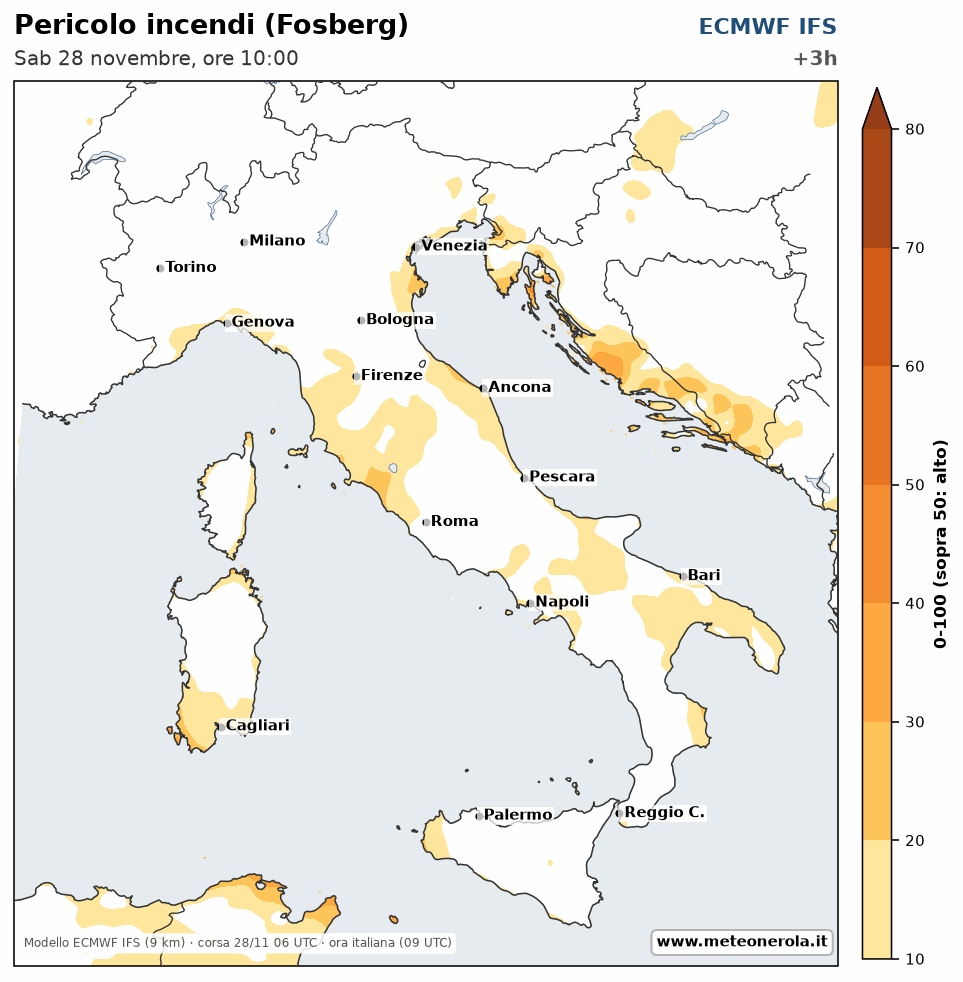 Pericolo incendi (Fosberg)
ECMWF IFS
Sab 28 novembre, ore 10:00
+3h
Milano
Torino
Venezia
Genova
Bologna
Firenze
Ancona
Pescara
Roma
Bari
Napoli
Cagliari
Palermo
Reggio C.
80
70
60
50
40
30
20
10
0-100 (sopra 50: alto)
Modello ECMWF IFS (9 km) · corsa 28/11 06 UTC · ora italiana (09 UTC)
www.meteonerola.it